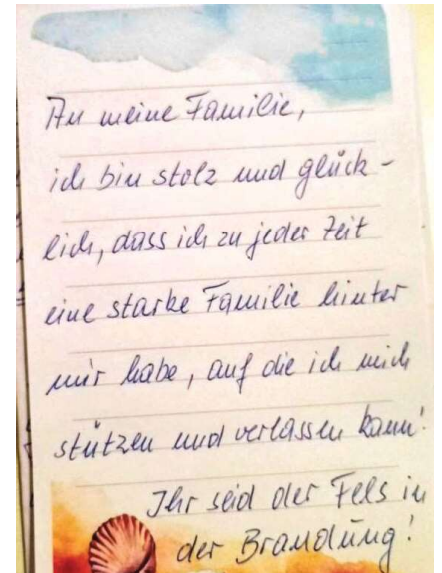 An meine Familie,
ich bin stolz und glück-
lich, dass ich zu jeder Zeit
eine starke Familie hinter
mir habe, auf die ich mich
stützen und verlassen kann!
Ihr seid der Fels in
der Brandung!